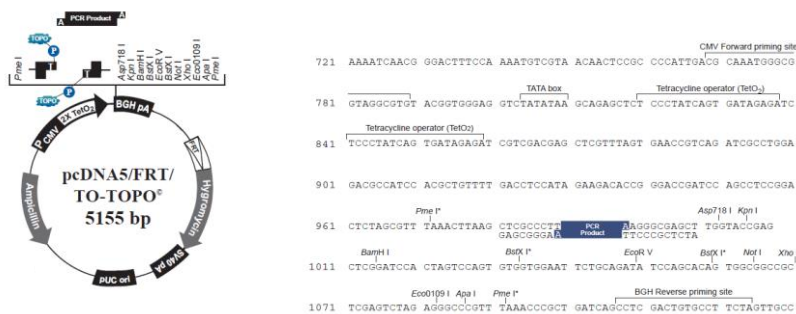 A PCR Product A
TOPO P
Pme I
T T
Asp718 I
Kpn I
BamH I
BstX I
EcoR V
BstX I
Not I
Xho I
Eco0109 I
Apa I
Pme I
TOPO P
PCMV 2X TetO2 BGH pA
FRT
Hygromycin
SV40 pA
pUC ori
Ampicillin
pcDNA5/FRT/
TO-TOPO©
5155 bp
CMV Forward priming site
721 AAAATCAACG GGACTTTCCA AAATGTCGTA ACAACTCCGC CCCATTGACG CAAATGGGCG
TATA box Tetracycline operator (TetO2)
781 GTAGGCGTGT ACGGTGGGAG GTCTATATAA GCAGAGCTCT CCCTATCAGT GATAGAGATC
Tetracycline operator (TetO2)
841 TCCCTATCAG TGATAGAGAT CGTCGACGAG CTCGTTTAGT GAACCGTCAG ATCGCCTGGA
901 GACGCCATCC ACGCTGTTTT GACCTCCATA GAAGACACCG GGACCGATCC AGCCTCCGGA
Pme I* Asp718 I Kpn I
961 CTCTAGCGTT TAAACTTAAG CTCGCCCTT PCR Product AAGGGCGAGCT TGGTACCGAG
GAGCGGGAA TTCCCGCTCTA
BamH I BstX I* EcoR V BstX I* Not I Xho I
1011 CTCGGATCCA CTAGTCCAGT GTGGTGGAATT CTGCAGATA TCCAGCACAG TGGCGGCCGC
Eco0109 I Apa I Pme I* BGH Reverse priming site
1071 TCGAGTCTAG AGGGCCCGTT TAAACCCGCT GATCAGCCTC GACTGTGCCT TCTAGTTGCC